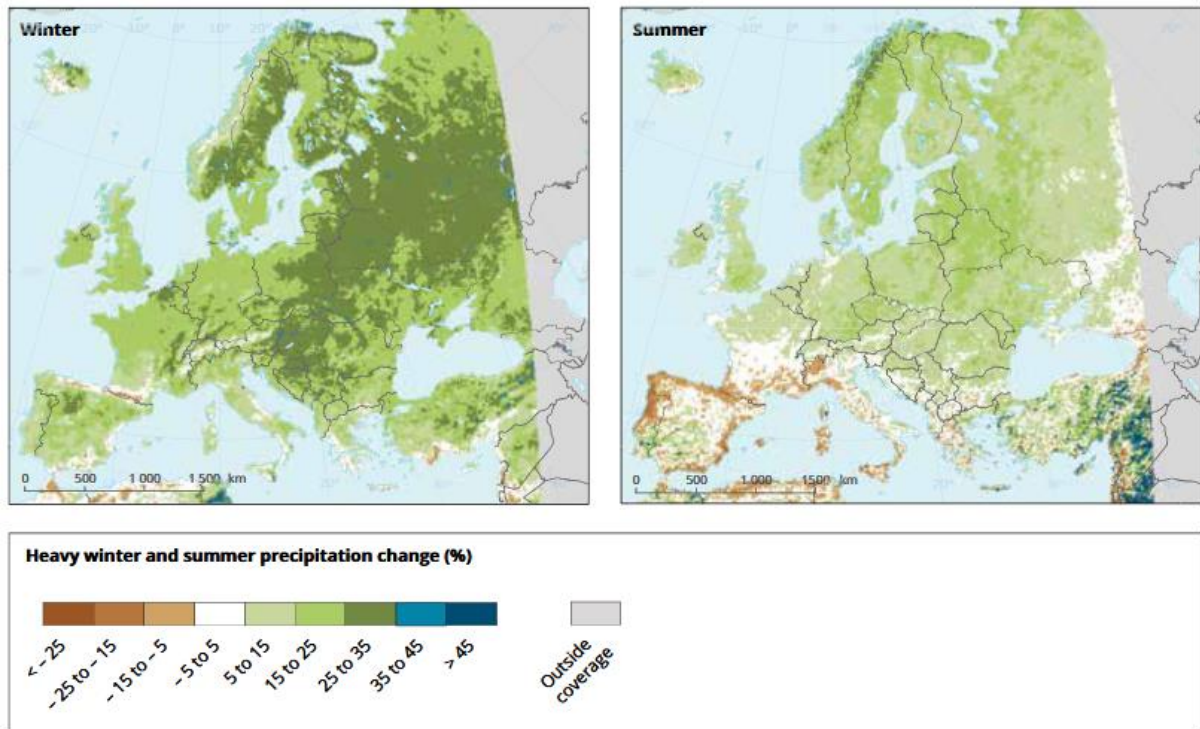 Winter
Summer
0 500 1 000 1 500 km
0 500 1 000 1 500 km
Heavy winter and summer precipitation change (%)
< – 25
– 25 to – 15
– 15 to – 5
– 5 to 5
5 to 15
15 to 25
25 to 35
35 to 45
> 45
Outside
coverage